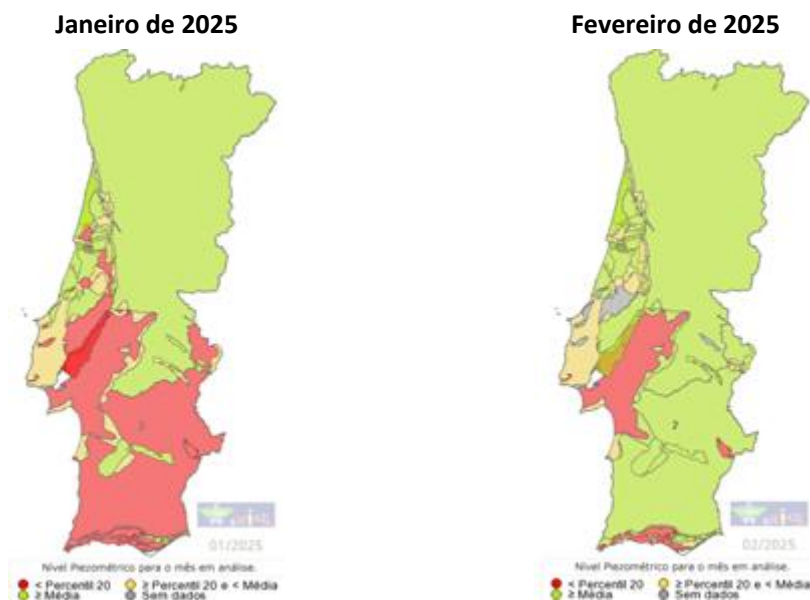 Janeiro de 2025
Fevereiro de 2025
2
01/2025
02/2025
Nível Piezométrico para o mês em análise.
< Percentil 20
≥ Percentil 20 e < Média
≥ Média
Sem dados
Nível Piezométrico para o mês em análise.
< Percentil 20
≥ Percentil 20 e < Média
≥ Média
Sem dados